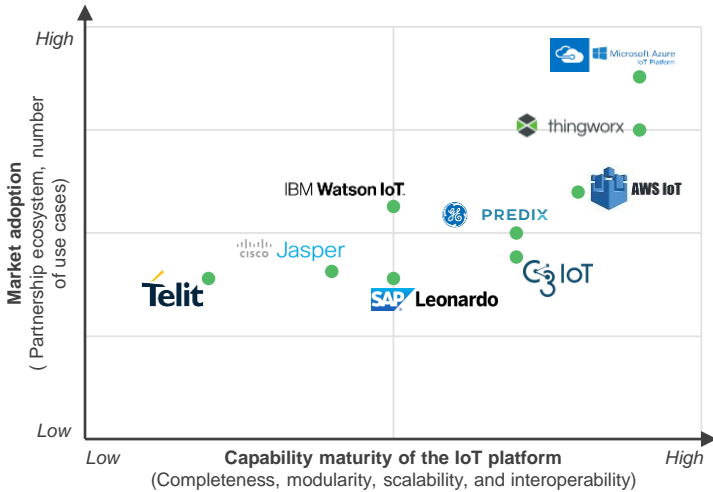 High
Microsoft Azure
IoT Platform
thingworx
IBM Watson IoT
AWS IoT
PREDIX
CISCO Jasper
C3 IoT
Telit
SAP Leonardo
Market adoption
( Partnership ecosystem, number
of use cases)
Low
Low
Capability maturity of the IoT platform
High
(Completeness, modularity, scalability, and interoperability)